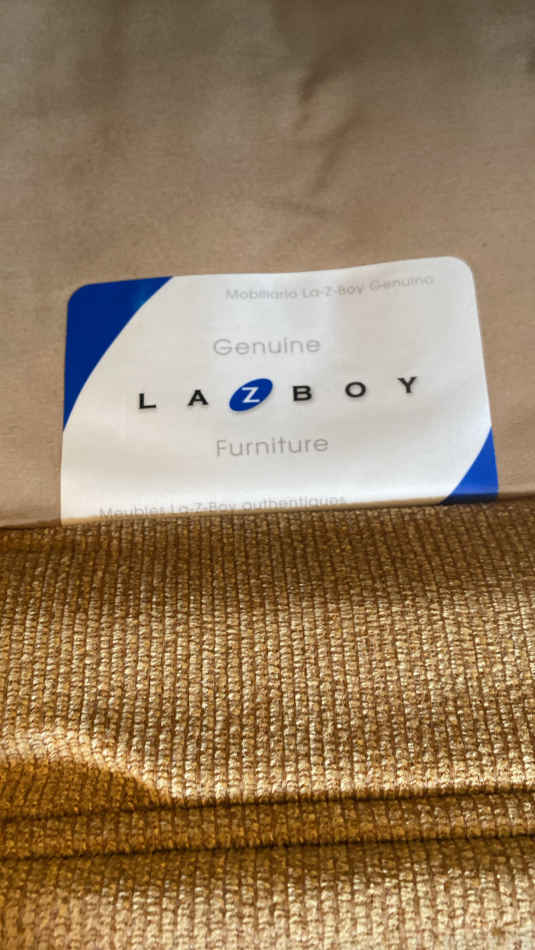 Mobiliario La-Z-Boy Genuino
Genuine
LAZBOY
Furniture
Meubles La-Z-Boy authentiques